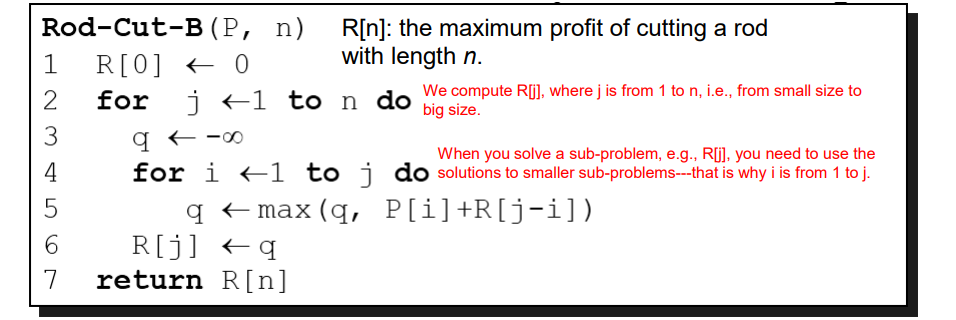 Rod-Cut-B(P, n) R[n]: the maximum profit of cutting a rod
with length n.
1 R[0] ← 0
2 for j ←1 to n do We compute R[j], where j is from 1 to n, i.e., from small size to
big size.
3 q ← -∞
When you solve a sub-problem, e.g., R[j], you need to use the
4 for i ←1 to j do solutions to smaller sub-problems---that is why i is from 1 to j.
5 q ← max(q, P[i]+R[j-i])
6 R[j] ← q
7 return R[n]